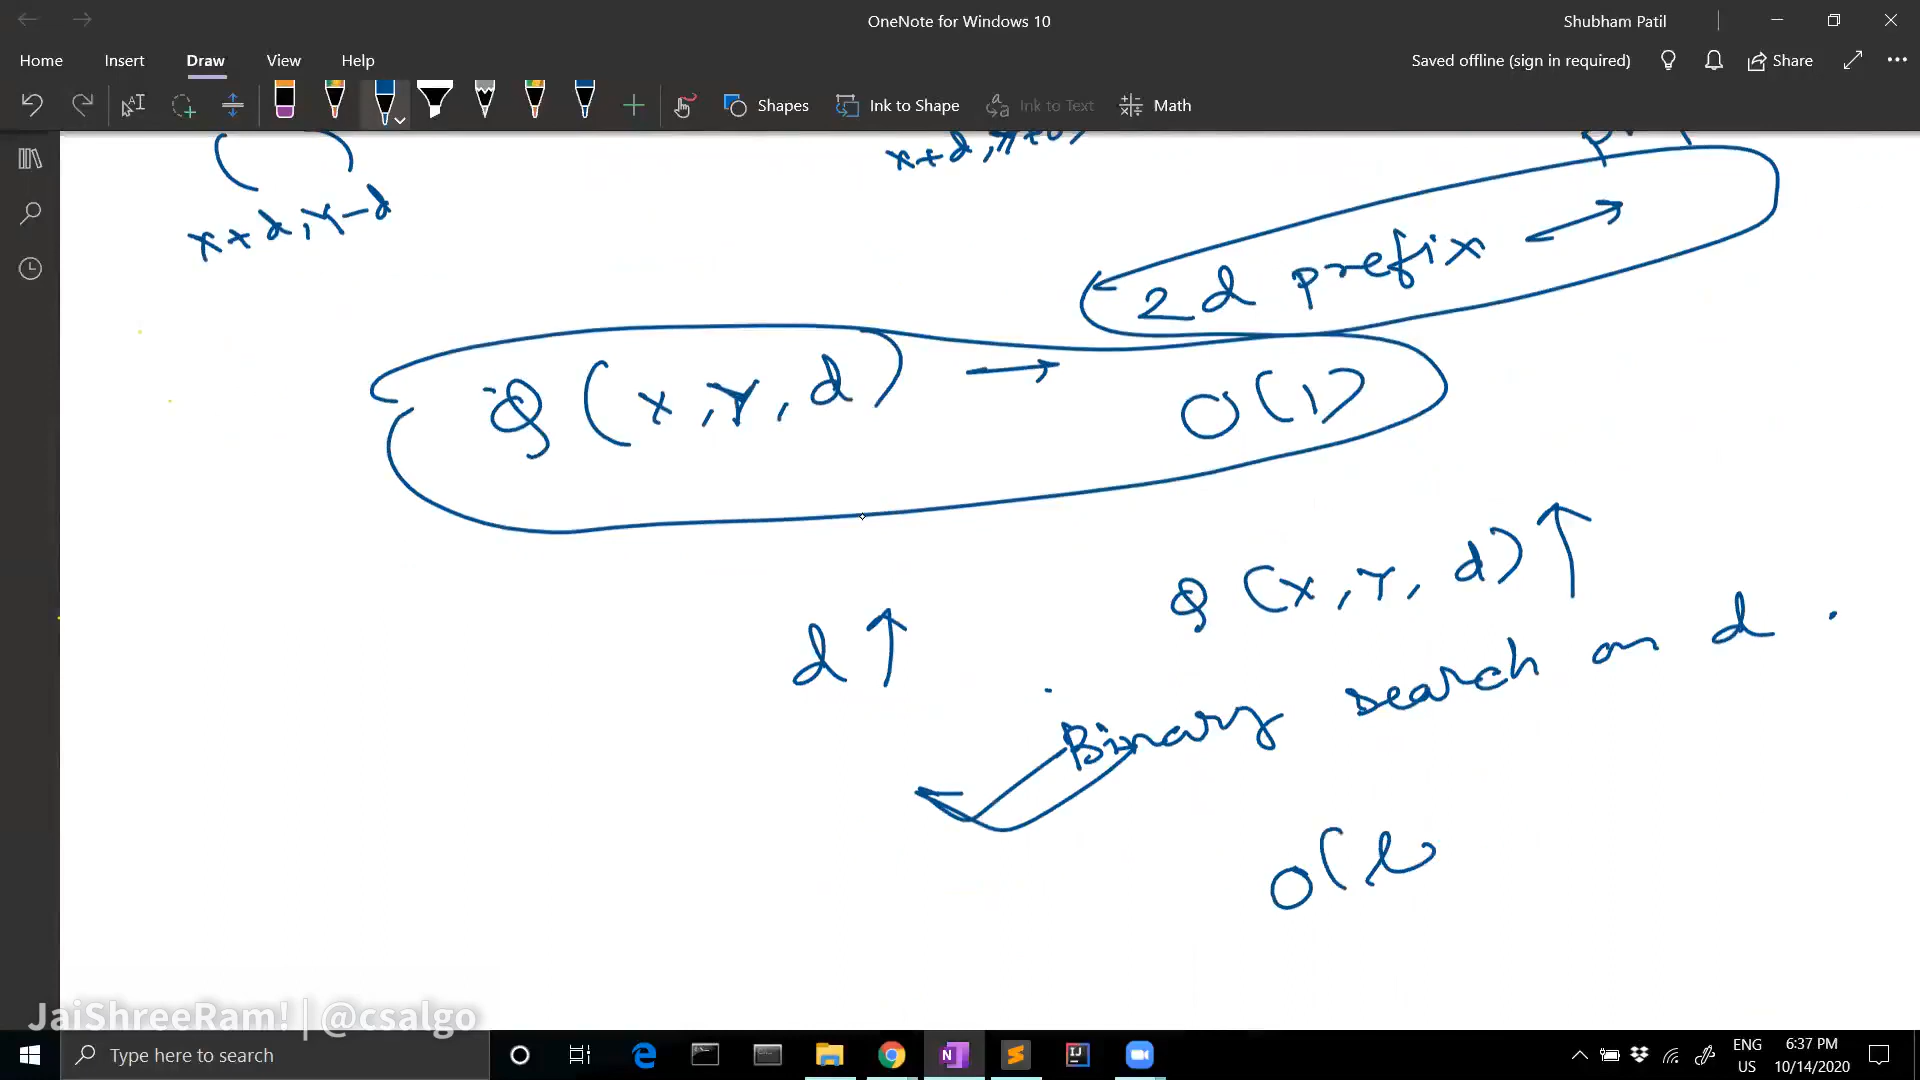 OneNote for Windows 10
Shubham Patil
Home Insert Draw View Help
Saved offline (sign in required)
Share
Shapes
Ink to Shape
Ink to Text
Math
x+d,
x+d, Y-d
2d prefix →
Q (x, Y, d) → O(1)
Q (x, Y, d) ↑
d ↑
Binary search on d.
O(
JaiShreeRam! | @csalgo
Type here to search
ENG
US
6:37 PM
10/14/2020